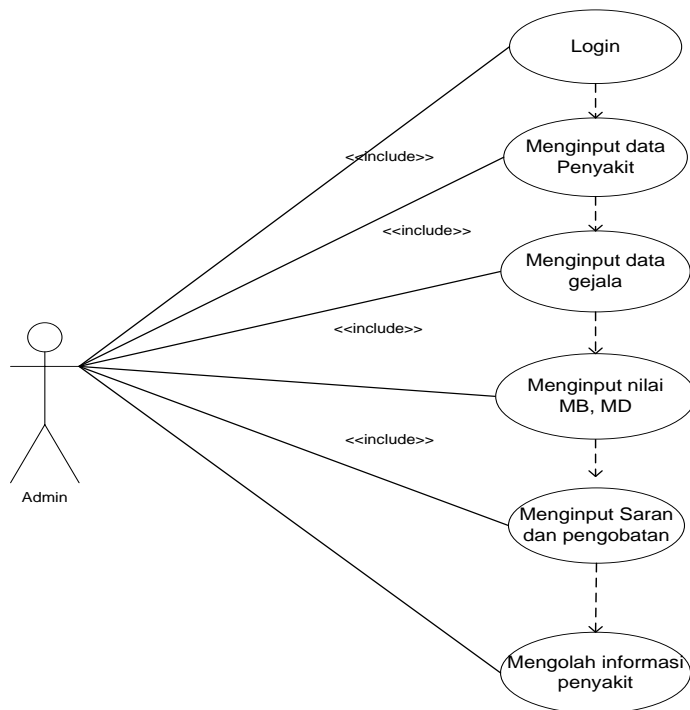 Login
<<include>>
Menginput data
Penyakit
<<include>>
Menginput data
gejala
<<include>>
Menginput nilai
MB, MD
<<include>>
Admin
Menginput Saran
dan pengobatan
Mengolah informasi
penyakit